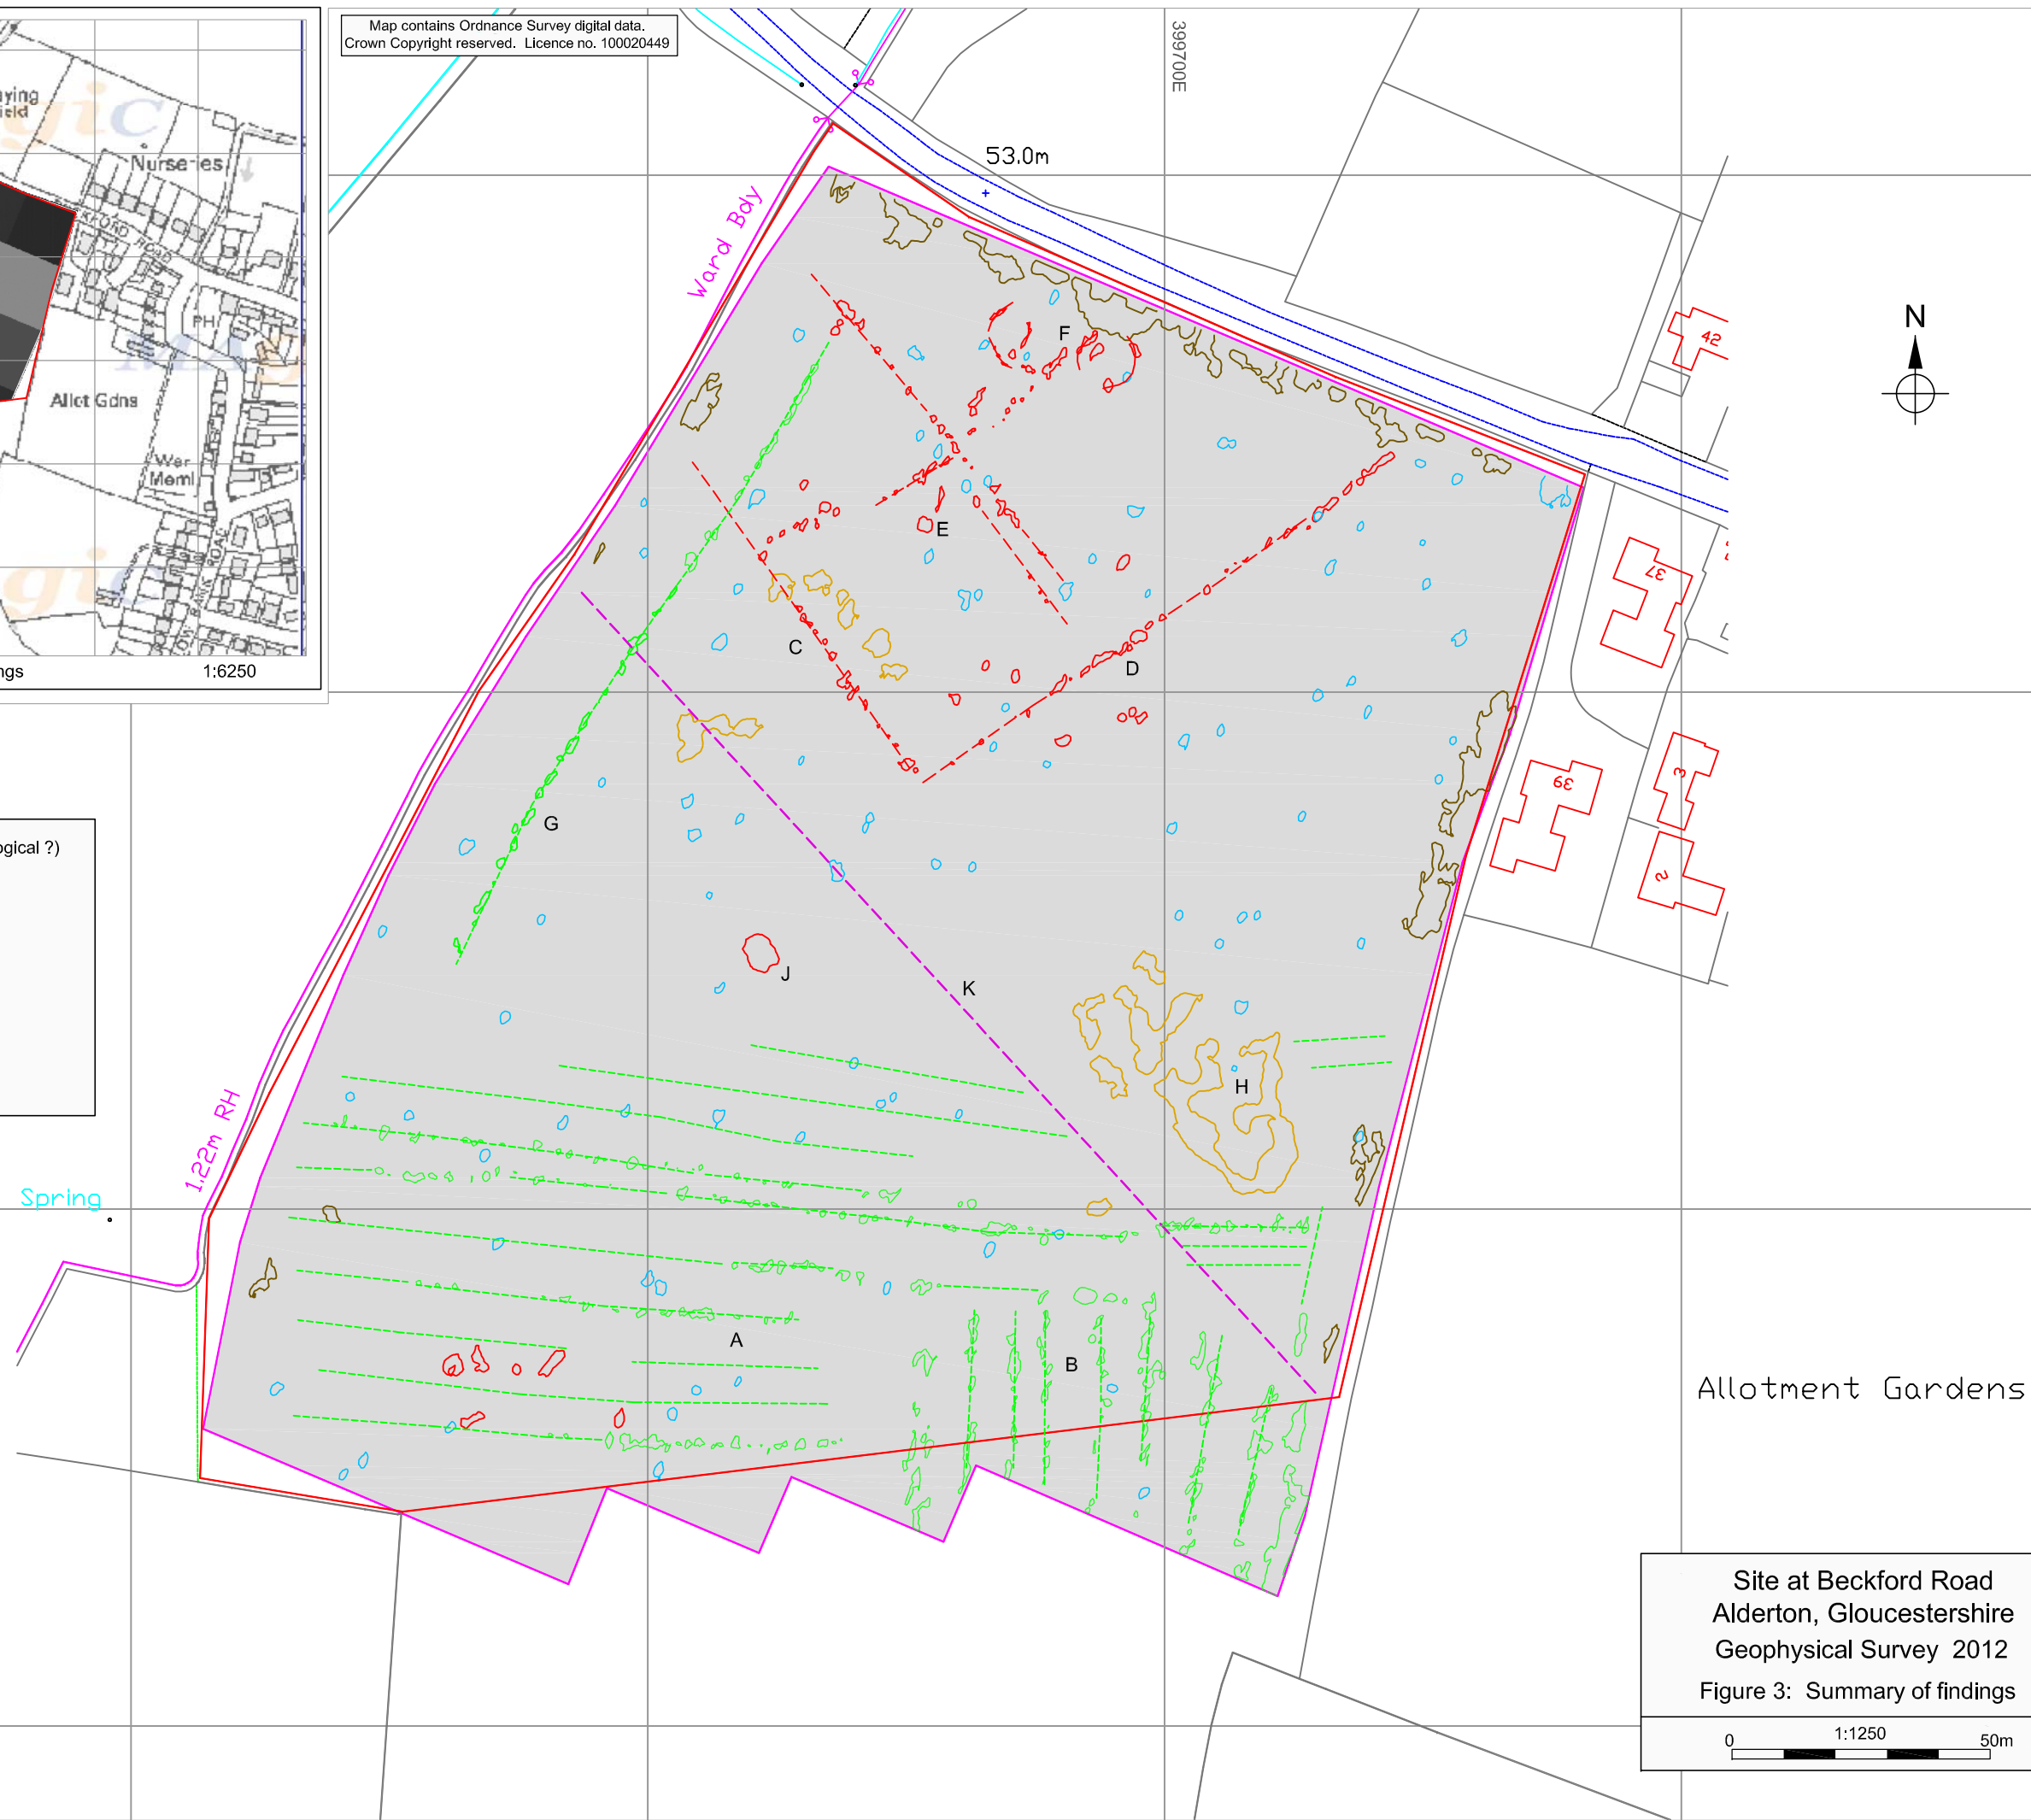 Map contains Ordnance Survey digital data.
Crown Copyright reserved. Licence no. 100020449
399700E
53.0m
Ward Bdy
N
Nurseries
PH
Allot Gdns
War
Meml
1:6250
42
37
39
3
2
F
E
C
D
G
J
K
H
A
B
1.22m RH
Spring
Allotment Gardens
Site at Beckford Road
Alderton, Gloucestershire
Geophysical Survey 2012
Figure 3: Summary of findings
1:1250
0 50m